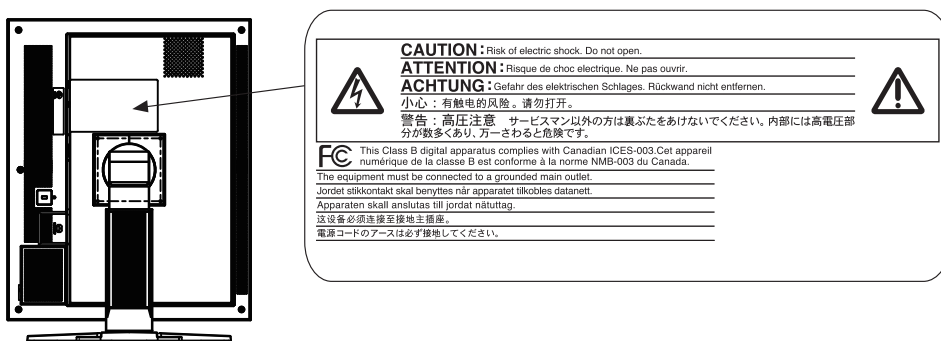 CAUTION : Risk of electric shock. Do not open.
ATTENTION : Risque de choc electrique. Ne pas ouvrir.
ACHTUNG : Gefahr des elektrischen Schlages. Rückwand nicht entfernen.
小心：有触电的风险。请勿打开。
警告：高圧注意　サービスマン以外の方は裏ぶたをあけないでください。内部には高電圧部
分が数多くあり、万一さわると危険です。
FC This Class B digital apparatus complies with Canadian ICES-003.Cet appareil
numérique de la classe B est conforme à la norme NMB-003 du Canada.
The equipment must be connected to a grounded main outlet.
Jordet stikkontakt skal benyttes når apparatet tilkobles datanett.
Apparaten skall anslutas till jordat nätuttag.
这设备必须连接至接地主插座。
電源コードのアースは必ず接地してください。